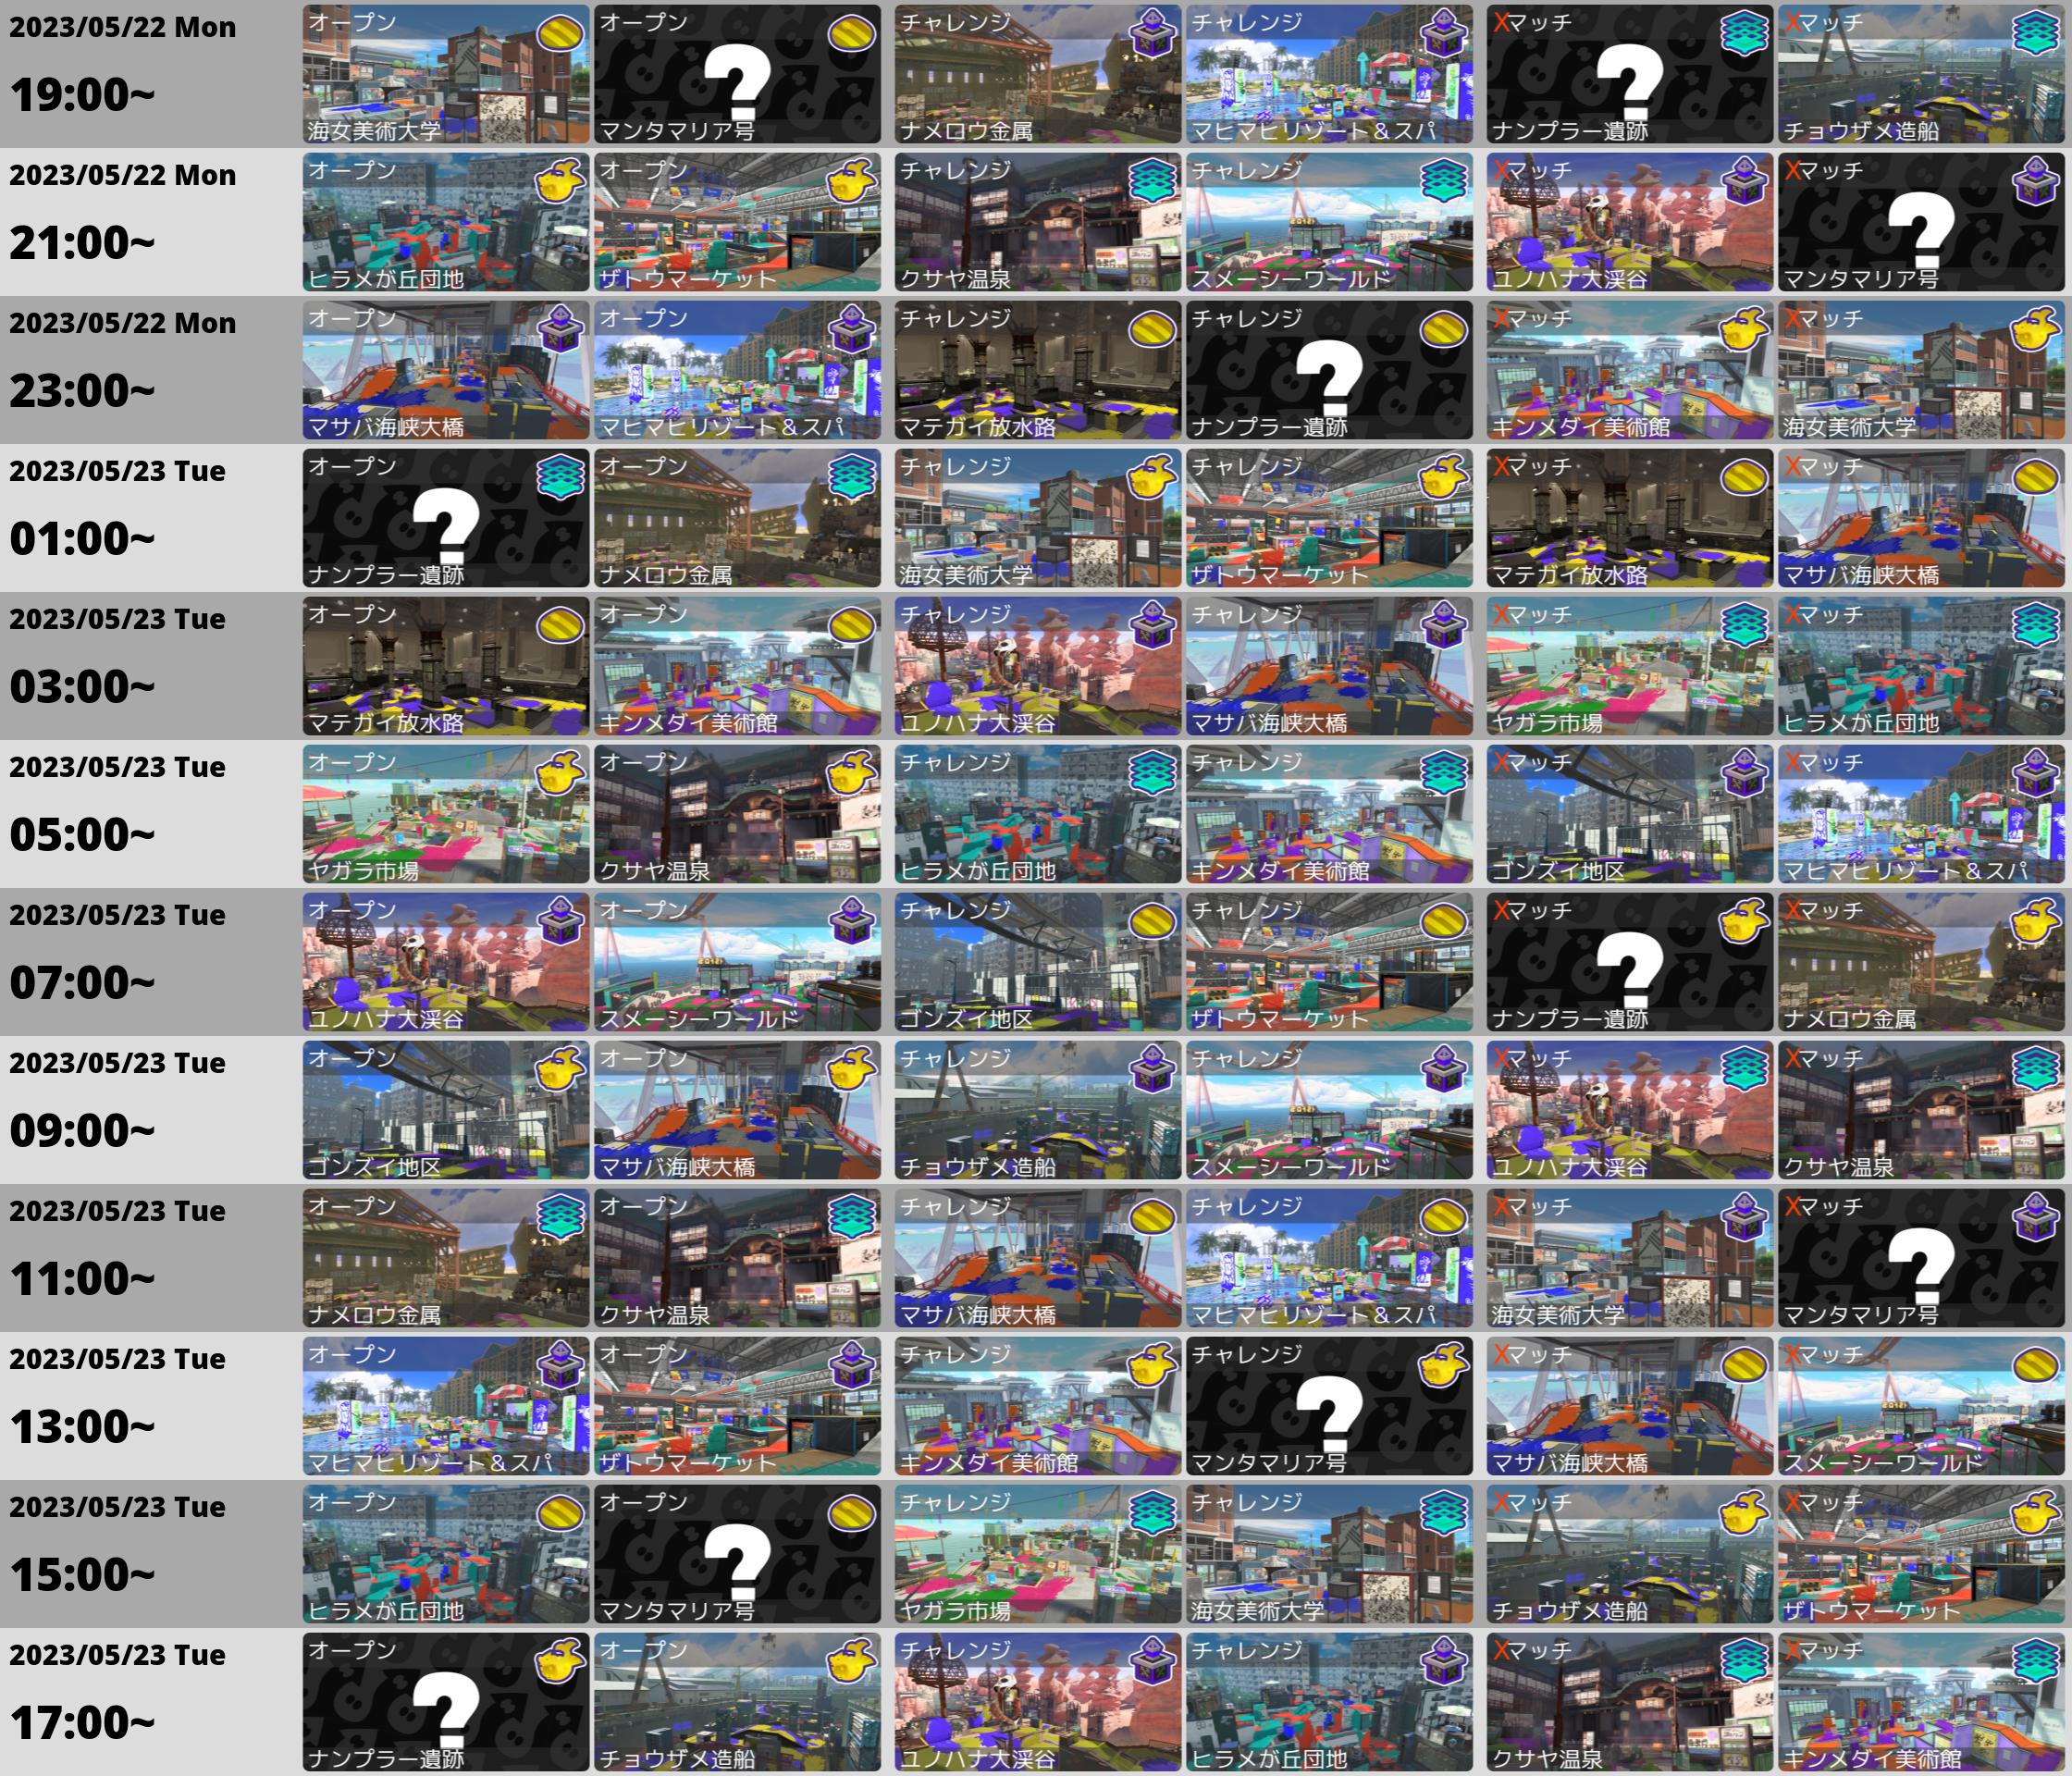 2023/05/22 Mon
19:00~
オープン
海女美術大学
オープン
マンタマリア号
チャレンジ
ナメロウ金属
チャレンジ
マヒマヒリゾート＆スパ
Xマッチ
ナンプラー遺跡
Xマッチ
チョウザメ造船
2023/05/22 Mon
21:00~
オープン
ヒラメが丘団地
オープン
ザトウマーケット
チャレンジ
クサヤ温泉
チャレンジ
スメーシーワールド
Xマッチ
ユノハナ大渓谷
Xマッチ
マンタマリア号
2023/05/22 Mon
23:00~
オープン
マサバ海峡大橋
オープン
マヒマヒリゾート＆スパ
チャレンジ
マテガイ放水路
チャレンジ
ナンプラー遺跡
Xマッチ
キンメダイ美術館
Xマッチ
海女美術大学
2023/05/23 Tue
01:00~
オープン
ナンプラー遺跡
オープン
ナメロウ金属
チャレンジ
海女美術大学
チャレンジ
ザトウマーケット
Xマッチ
マテガイ放水路
Xマッチ
マサバ海峡大橋
2023/05/23 Tue
03:00~
オープン
マテガイ放水路
オープン
キンメダイ美術館
チャレンジ
ユノハナ大渓谷
チャレンジ
マサバ海峡大橋
Xマッチ
ヤガラ市場
Xマッチ
ヒラメが丘団地
2023/05/23 Tue
05:00~
オープン
ヤガラ市場
オープン
クサヤ温泉
チャレンジ
ヒラメが丘団地
チャレンジ
キンメダイ美術館
Xマッチ
ゴンズイ地区
Xマッチ
マヒマヒリゾート＆スパ
2023/05/23 Tue
07:00~
オープン
ユノハナ大渓谷
オープン
スメーシーワールド
チャレンジ
ゴンズイ地区
チャレンジ
ザトウマーケット
Xマッチ
ナンプラー遺跡
Xマッチ
ナメロウ金属
2023/05/23 Tue
09:00~
オープン
ゴンズイ地区
オープン
マサバ海峡大橋
チャレンジ
チョウザメ造船
チャレンジ
スメーシーワールド
Xマッチ
ユノハナ大渓谷
Xマッチ
クサヤ温泉
2023/05/23 Tue
11:00~
オープン
ナメロウ金属
オープン
クサヤ温泉
チャレンジ
マサバ海峡大橋
チャレンジ
マヒマヒリゾート＆スパ
Xマッチ
海女美術大学
Xマッチ
マンタマリア号
2023/05/23 Tue
13:00~
オープン
マヒマヒリゾート＆スパ
オープン
ザトウマーケット
チャレンジ
キンメダイ美術館
チャレンジ
マンタマリア号
Xマッチ
マサバ海峡大橋
Xマッチ
スメーシーワールド
2023/05/23 Tue
15:00~
オープン
ヒラメが丘団地
オープン
マンタマリア号
チャレンジ
ヤガラ市場
チャレンジ
海女美術大学
Xマッチ
チョウザメ造船
Xマッチ
ザトウマーケット
2023/05/23 Tue
17:00~
オープン
ナンプラー遺跡
オープン
チョウザメ造船
チャレンジ
ユノハナ大渓谷
チャレンジ
ヒラメが丘団地
Xマッチ
クサヤ温泉
Xマッチ
キンメダイ美術館